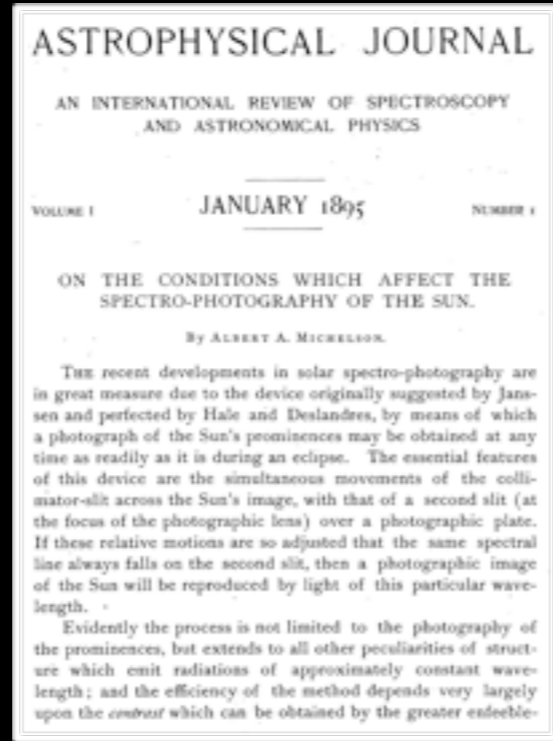 ASTROPHYSICAL JOURNAL
AN INTERNATIONAL REVIEW OF SPECTROSCOPY
AND ASTRONOMICAL PHYSICS
VOLUME I JANUARY 1895 NUMBER 1
ON THE CONDITIONS WHICH AFFECT THE
SPECTRO-PHOTOGRAPHY OF THE SUN.
By ALBERT A. MICHELSON.
THE recent developments in solar spectro-photography are
in great measure due to the device originally suggested by Jans-
sen and perfected by Hale and Deslandres, by means of which
a photograph of the Sun's prominences may be obtained at any
time as readily as it is during an eclipse. The essential features
of this device are the simultaneous movements of the colli-
mator-slit across the Sun's image, with that of a second slit (at
the focus of the photographic lens) over a photographic plate.
If these relative motions are so adjusted that the same spectral
line always falls on the second slit, then a photographic image
of the Sun will be reproduced by light of this particular wave-
length.
Evidently the process is not limited to the photography of
the prominences, but extends to all other peculiarities of struct-
ure which emit radiations of approximately constant wave-
length; and the efficiency of the method depends very largely
upon the contrast which can be obtained by the greater enfeeble-